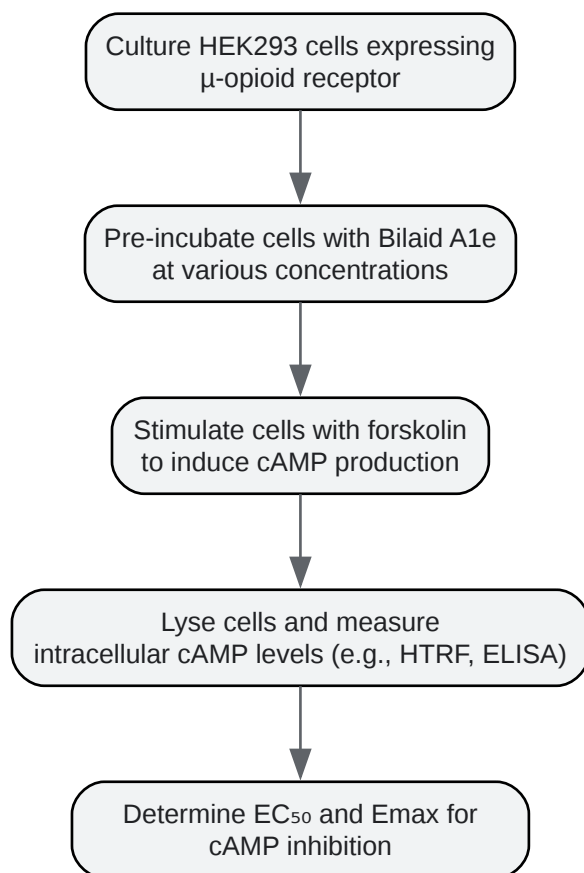 Culture HEK293 cells expressing
µ-opioid receptor
Pre-incubate cells with Bilaid A1e
at various concentrations
Stimulate cells with forskolin
to induce cAMP production
Lyse cells and measure
intracellular cAMP levels (e.g., HTRF, ELISA)
Determine EC₅₀ and Emax for
cAMP inhibition